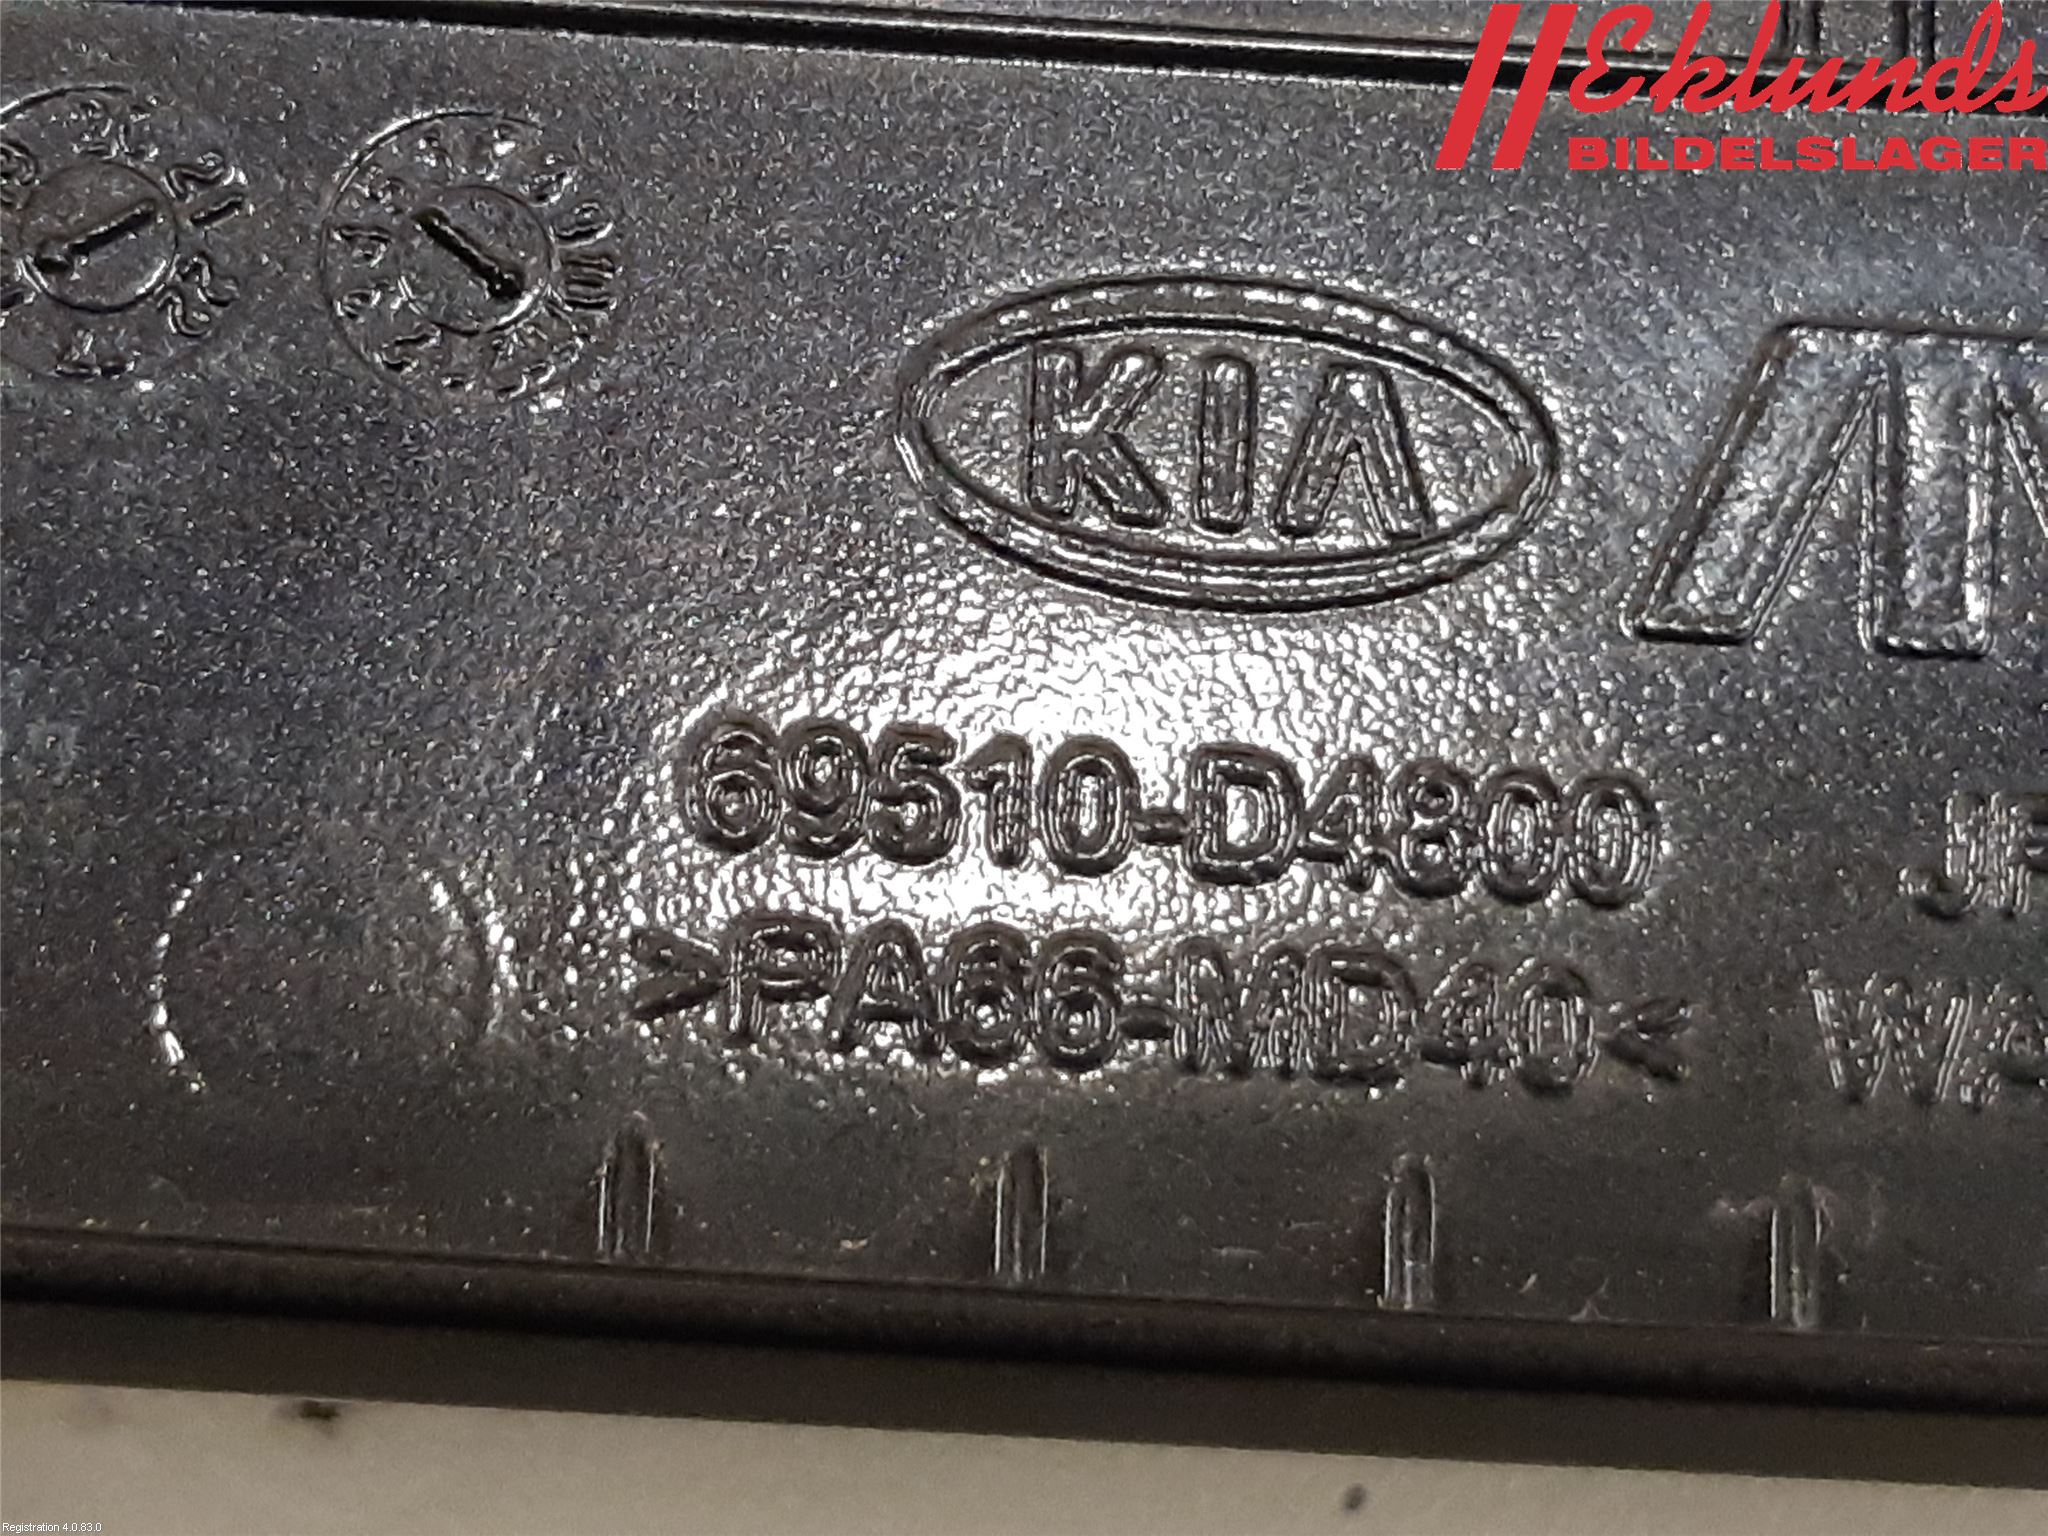 Eklunds
BILDELSLAGER
KIA
69510-D4800
>PA66-MD40<
Registration 4.0.83.0